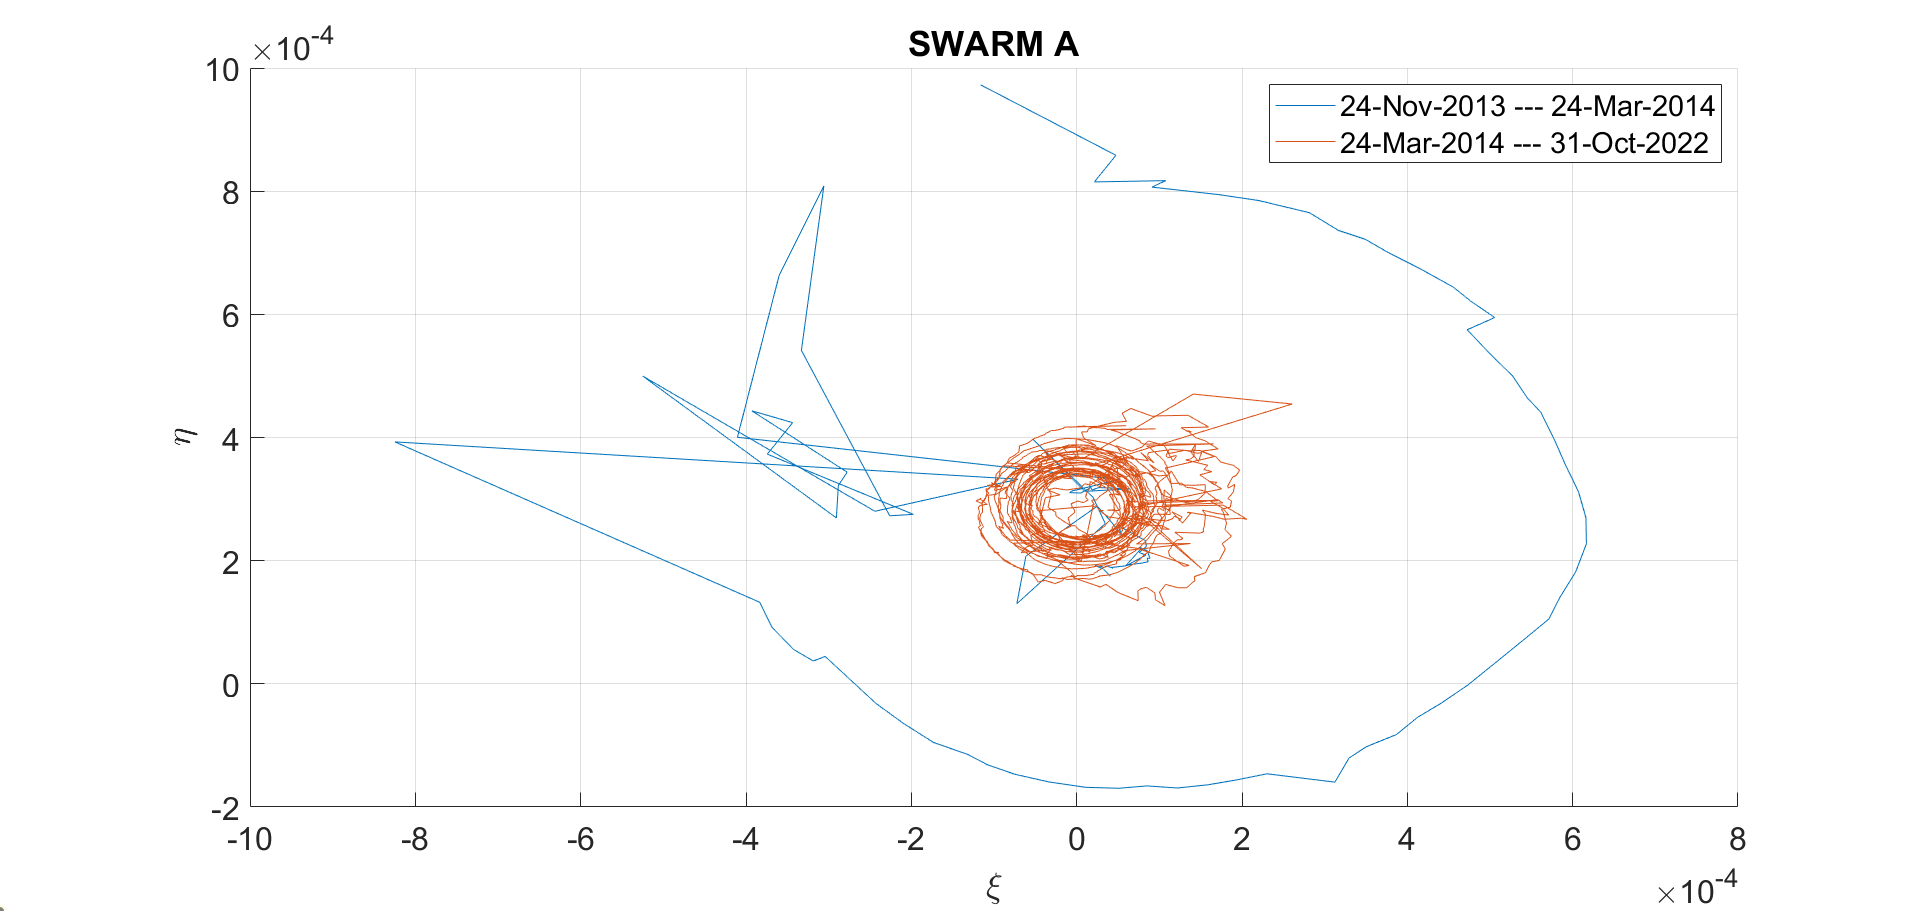 SWARM A
×10⁻⁴
10
8
6
4
2
0
-2
η
24-Nov-2013 --- 24-Mar-2014
24-Mar-2014 --- 31-Oct-2022
-10 -8 -6 -4 -2 0 2 4 6 8
ξ
×10⁻⁴